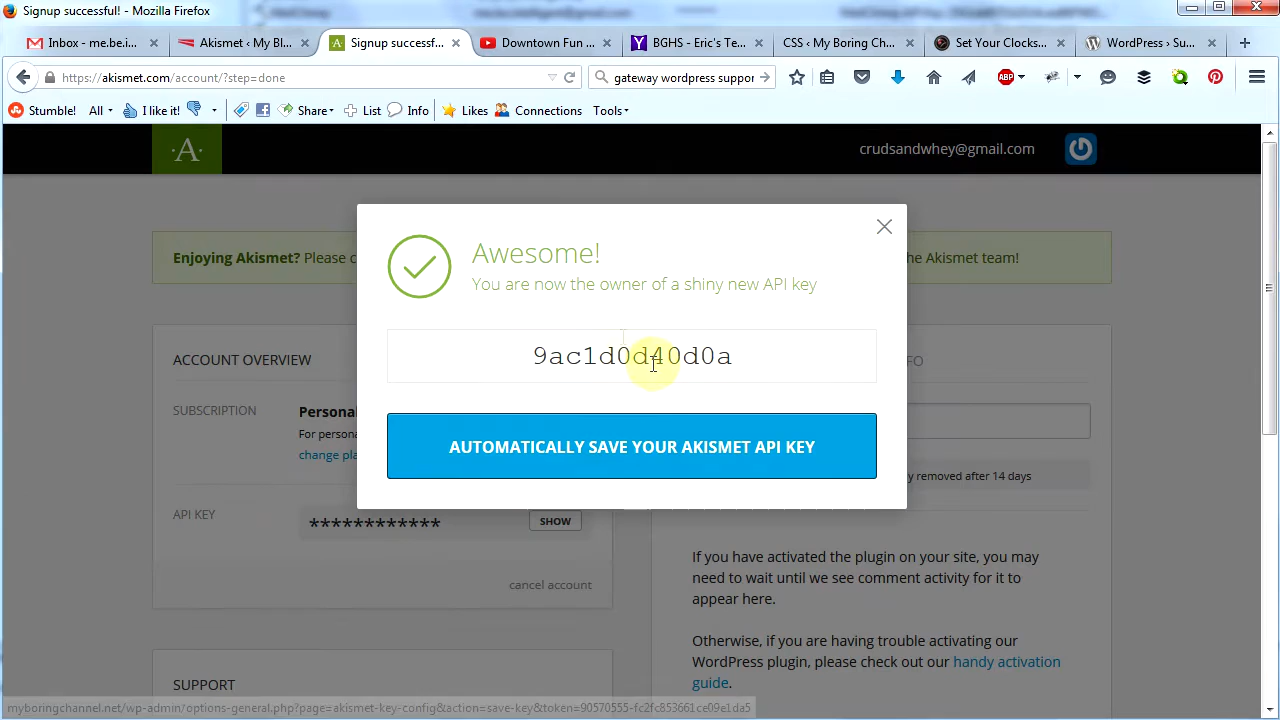 Signup successful! - Mozilla Firefox
Inbox - me.be.i...
Akismet - My Bl...
Signup successf...
Downtown Fun ...
BGHS - Eric's Te...
CSS ‹ My Boring Ch...
Set Your Clocks...
WordPress › Su...
https://akismet.com/account/?step=done
gateway wordpress suppor
ABP
Stumble!
All
I like it!
Share
List
Info
Likes
Connections
Tools
·A·
crudsandwhey@gmail.com
Enjoying Akismet? Please c
he Akismet team!
Awesome!
You are now the owner of a shiny new API key
9ac1d0d40d0a
AUTOMATICALLY SAVE YOUR AKISMET API KEY
ACCOUNT OVERVIEW
FO
SUBSCRIPTION
Personal
For persona
change pla
y removed after 14 days
API KEY
************
SHOW
cancel account
If you have activated the plugin on your site, you may
need to wait until we see comment activity for it to
appear here.
Otherwise, if you are having trouble activating our
WordPress plugin, please check out our handy activation
guide.
SUPPORT
myboringchannel.net/wp-admin/options-general.php?page=akismet-key-config&action=save-key&token=90570555-fc2fc853661ce09e1da5